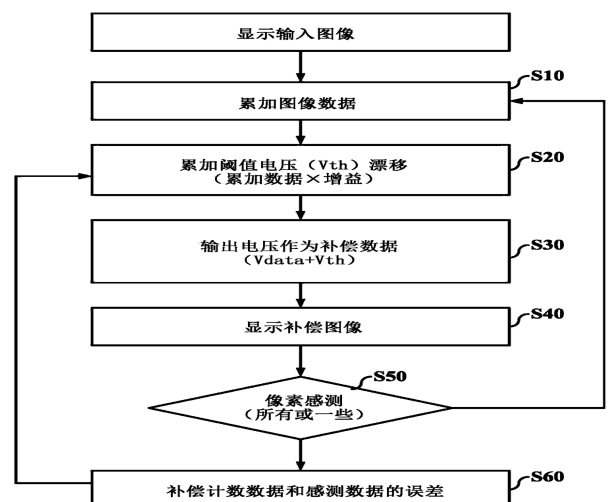 显示输入图像
S10
累加图像数据
S20
累加阈值电压（Vth）漂移
（累加数据×增益）
S30
输出电压作为补偿数据
（Vdata+Vth）
S40
显示补偿图像
S50
像素感测
（所有或一些）
S60
补偿计数数据和感测数据的误差